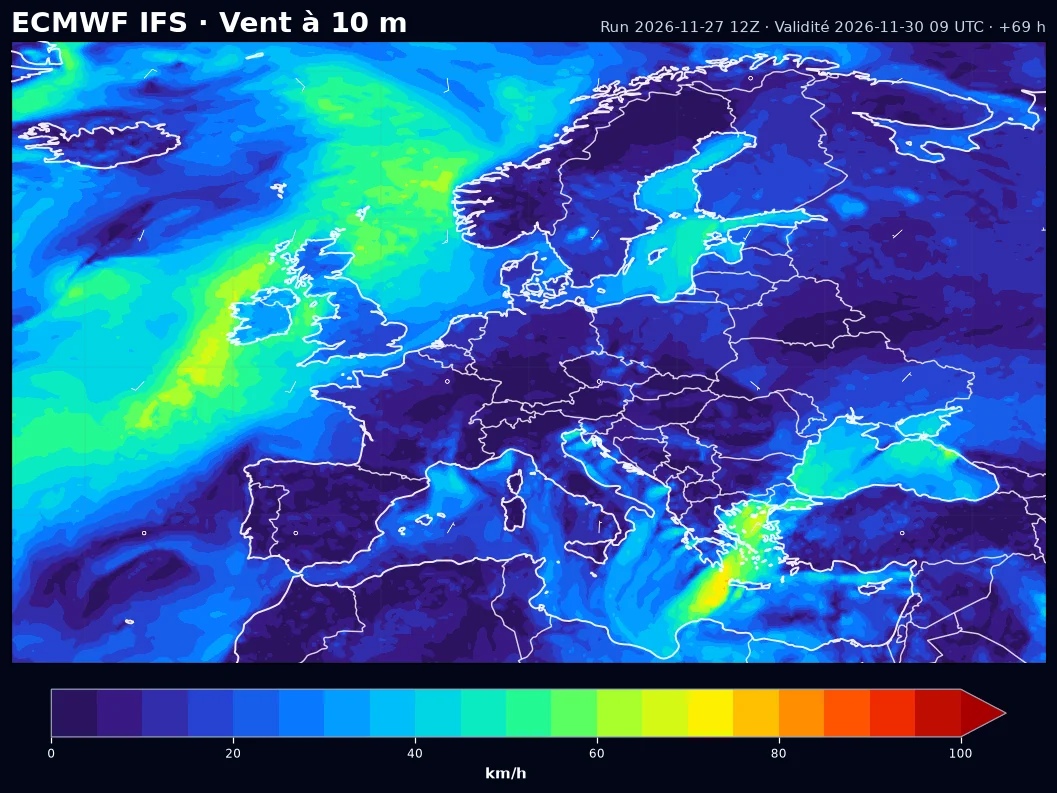 ECMWF IFS · Vent à 10 m
Run 2026-11-27 12Z · Validité 2026-11-30 09 UTC · +69 h
0 20 40 60 80 100
km/h